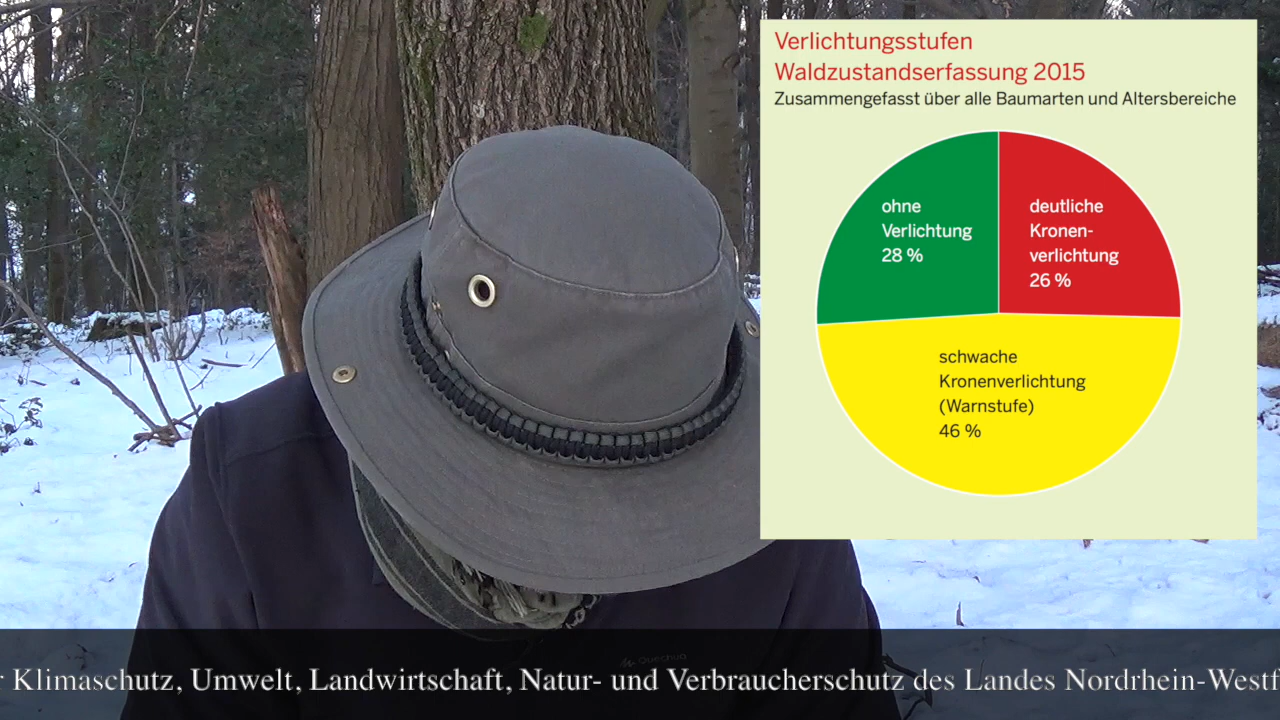 Verlichtungsstufen
Waldzustandserfassung 2015
Zusammengefasst über alle Baumarten und Altersbereiche
ohne
Verlichtung
28 %
deutliche
Kronen-
verlichtung
26 %
schwache
Kronenverlichtung
(Warnstufe)
46 %
Quechua
r Klimaschutz, Umwelt, Landwirtschaft, Natur- und Verbraucherschutz des Landes Nordrhein-Westf